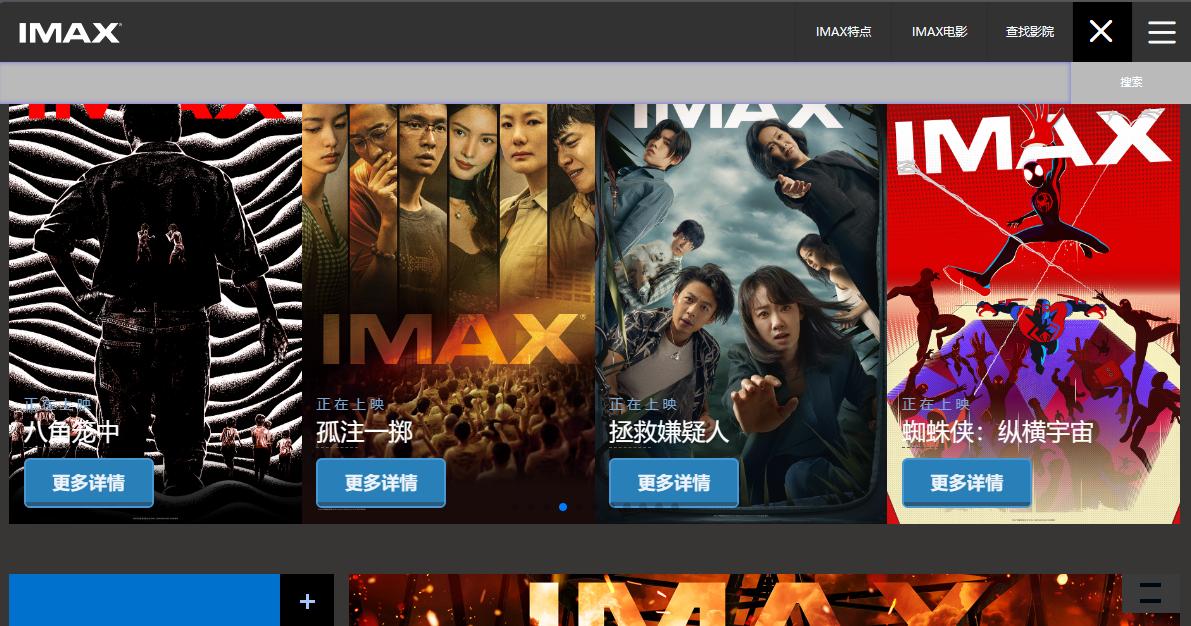 IMAX
IMAX特点
IMAX电影
查找影院
搜索
IMAX
IMAX
IMAX
IMAX
正在上映
八角笼中
更多详情
正在上映
孤注一掷
更多详情
正在上映
拯救嫌疑人
更多详情
正在上映
蜘蛛侠：纵横宇宙
更多详情
IMAX